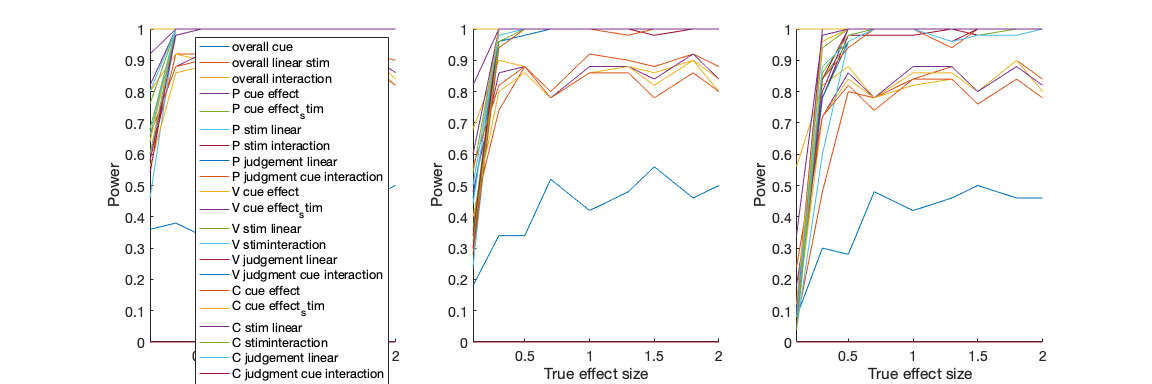 1
0.9
0.8
0.7
0.6
0.5
0.4
0.3
0.2
0.1
0
Power
2
overall cue
overall linear stim
overall interaction
P cue effect
P cue effectstim
P stim linear
P stim interaction
P judgement linear
P judgement cue interaction
V cue effect
V cue effectstim
V stim linear
V stiminteraction
V judgement linear
V judgment cue interaction
C cue effect
C cue effectstim
C stim linear
C stiminteraction
C judgement linear
C judgment cue interaction
1
0.9
0.8
0.7
0.6
0.5
0.4
0.3
0.2
0.1
0
Power
0.5 1 1.5 2
True effect size
1
0.9
0.8
0.7
0.6
0.5
0.4
0.3
0.2
0.1
0
Power
0.5 1 1.5 2
True effect size